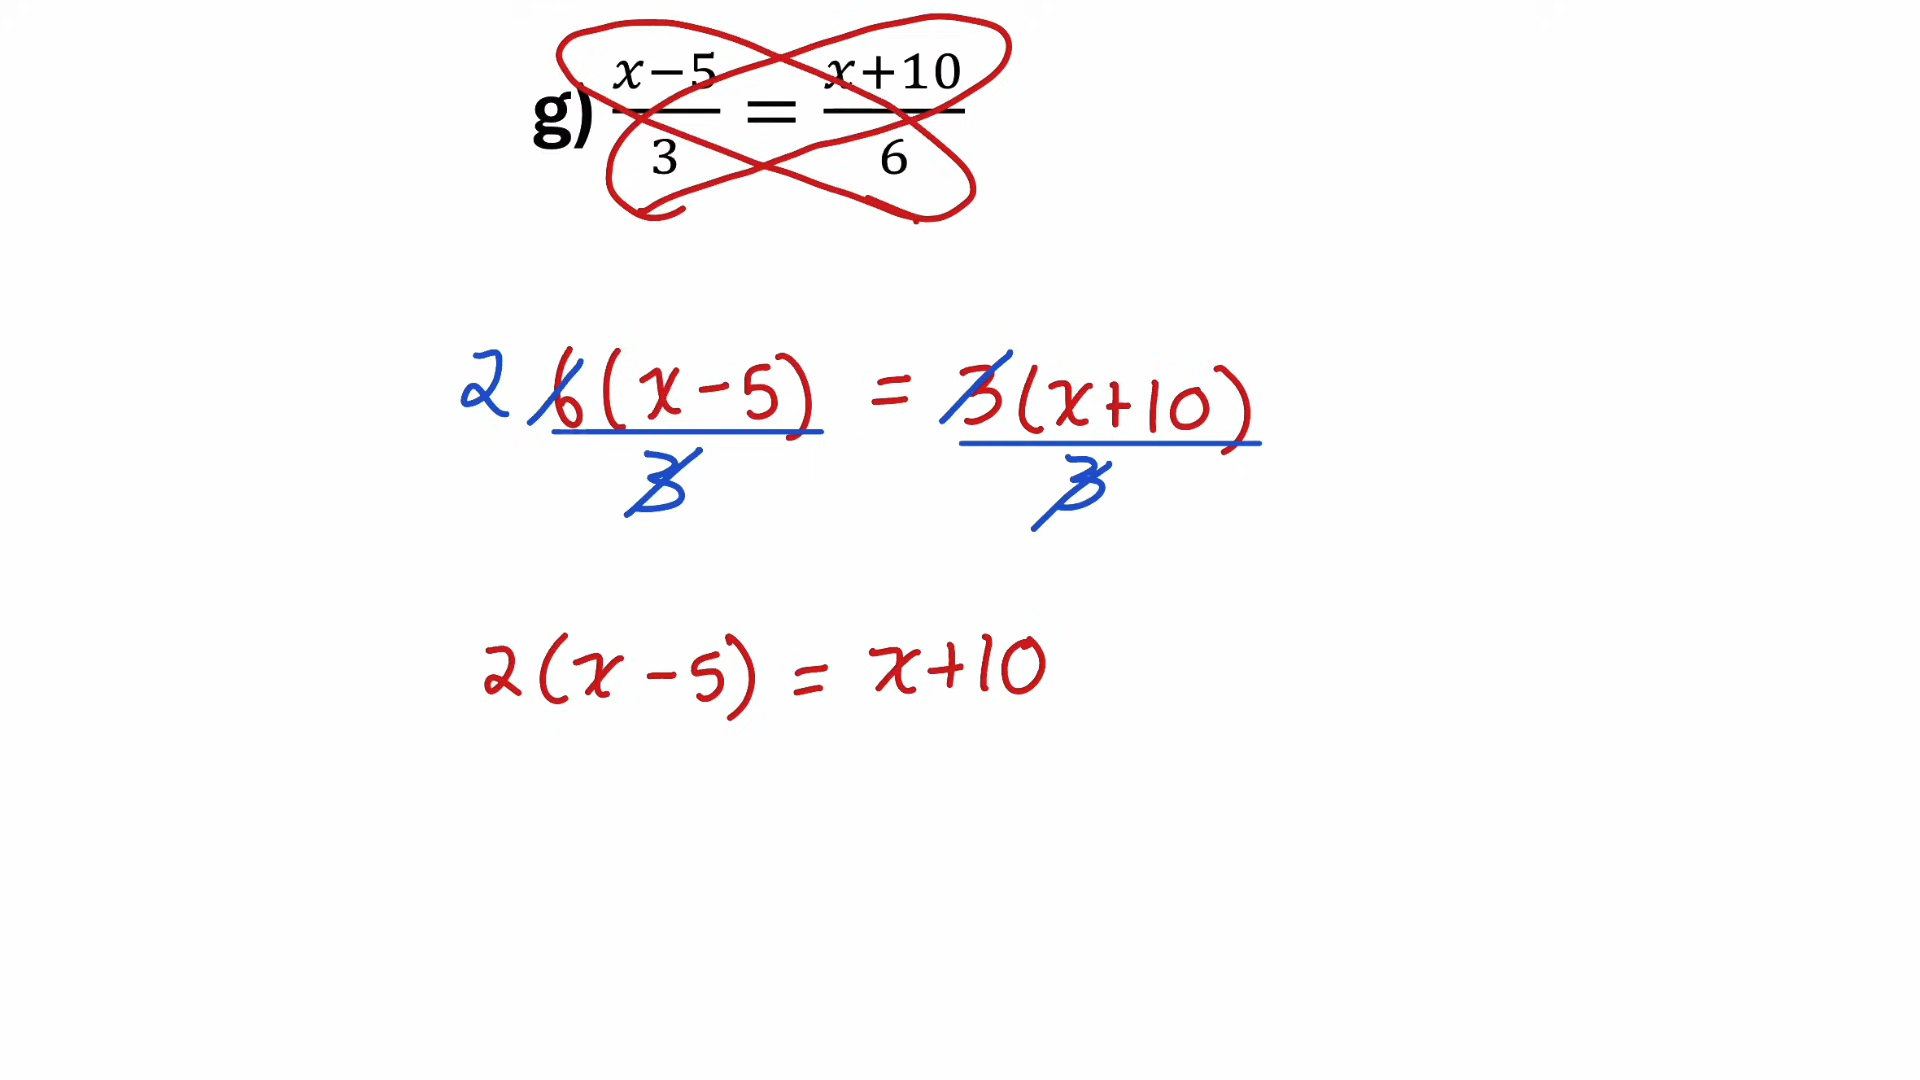 g) x−5/3 = x+10/6
2 6(x−5)/3 = 3(x+10)/3
2(x−5) = x+10